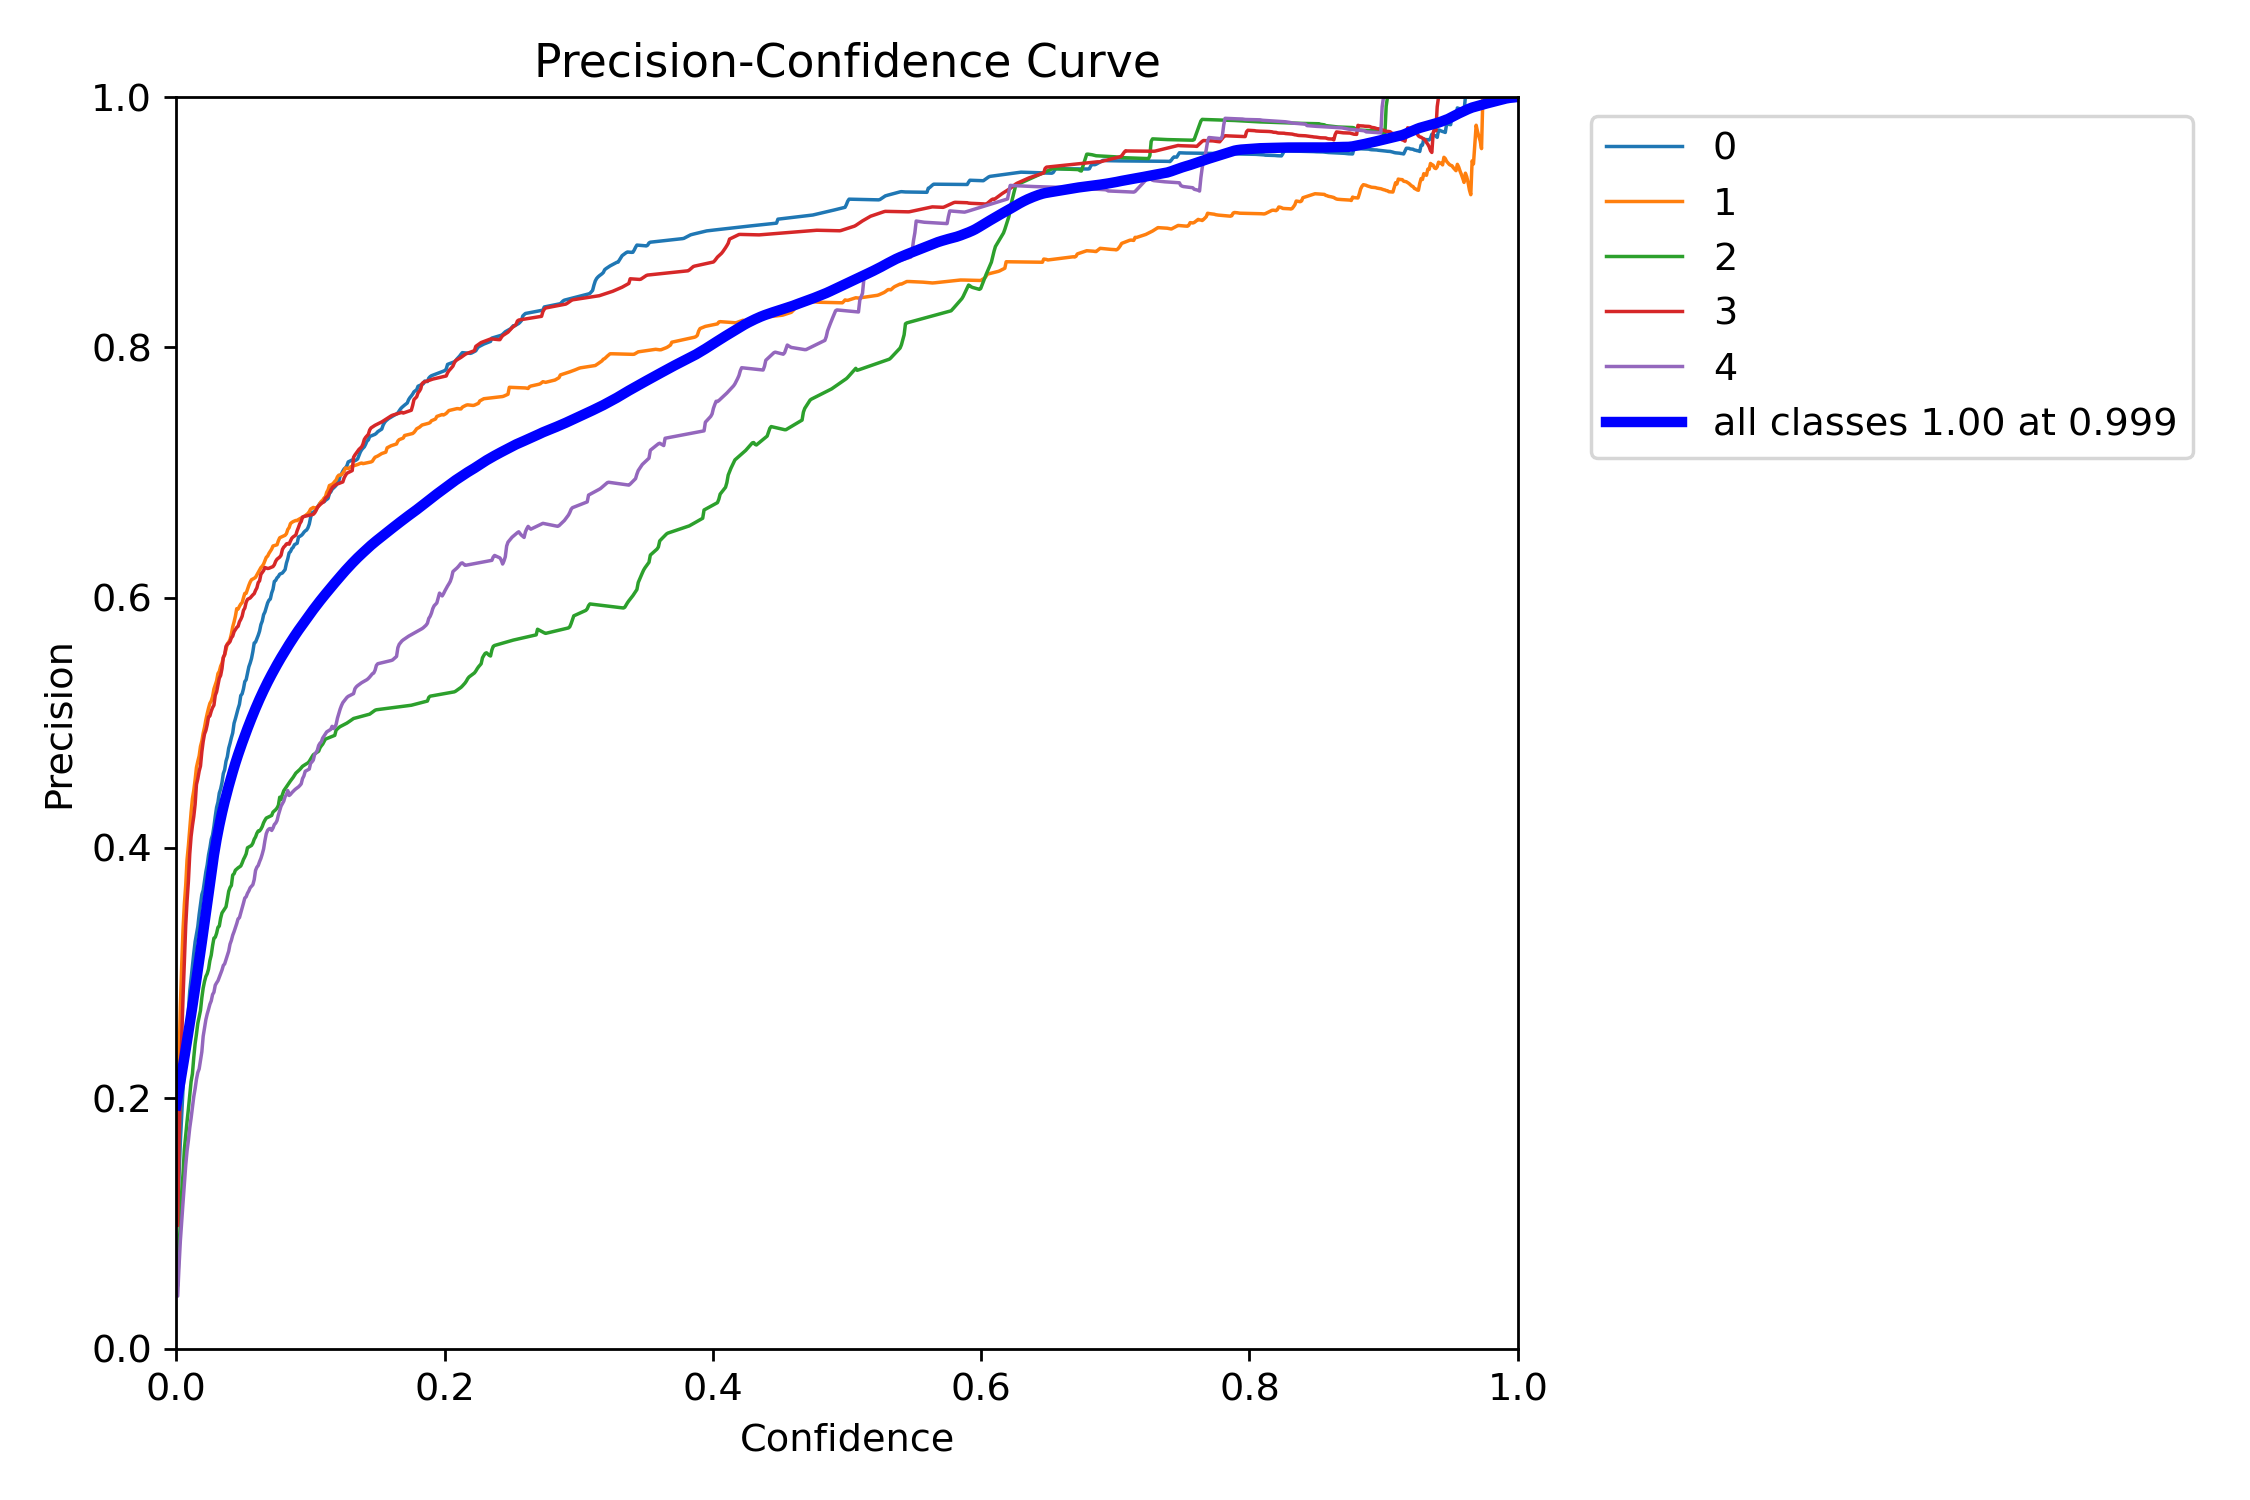 Precision-Confidence Curve
1.0
0.8
0.6
0.4
0.2
0.0
Precision
0.0 0.2 0.4 0.6 0.8 1.0
Confidence
0
1
2
3
4
all classes 1.00 at 0.999